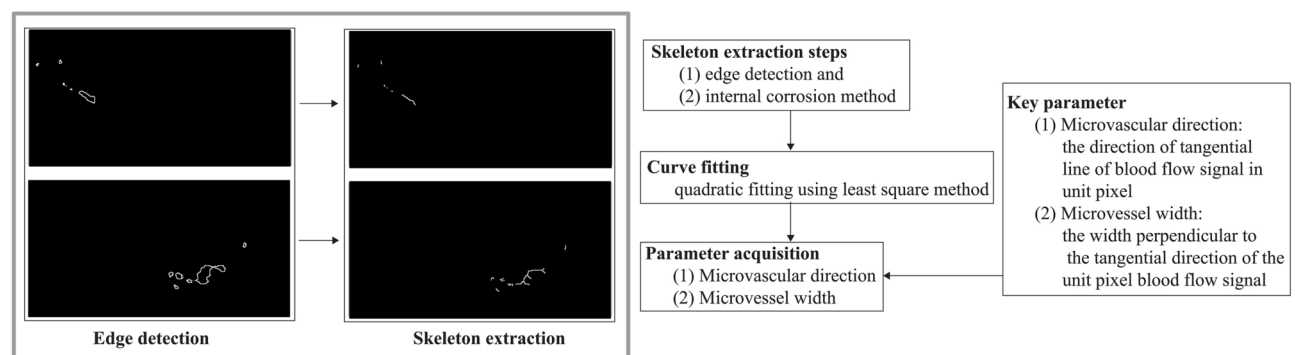 Edge detection
Skeleton extraction
Skeleton extraction steps
(1) edge detection and
(2) internal corrosion method
Curve fitting
quadratic fitting using least square method
Parameter acquisition
(1) Microvascular direction
(2) Microvessel width
Key parameter
(1) Microvascular direction:
the direction of tangential
line of blood flow signal in
unit pixel
(2) Microvessel width:
the width perpendicular to
the tangential direction of the
unit pixel blood flow signal